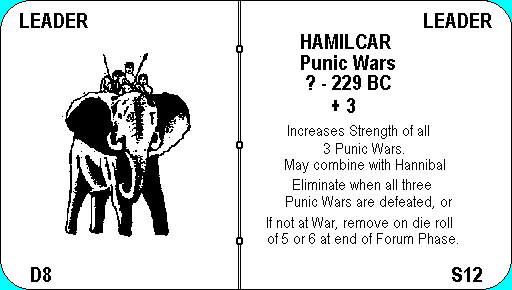 LEADER
D8
LEADER
HAMILCAR
Punic Wars
? - 229 BC
+ 3
Increases Strength of all
3 Punic Wars.
May combine with Hannibal
Eliminate when all three
Punic Wars are defeated, or
If not at War, remove on die roll
of 5 or 6 at end of Forum Phase.
S12